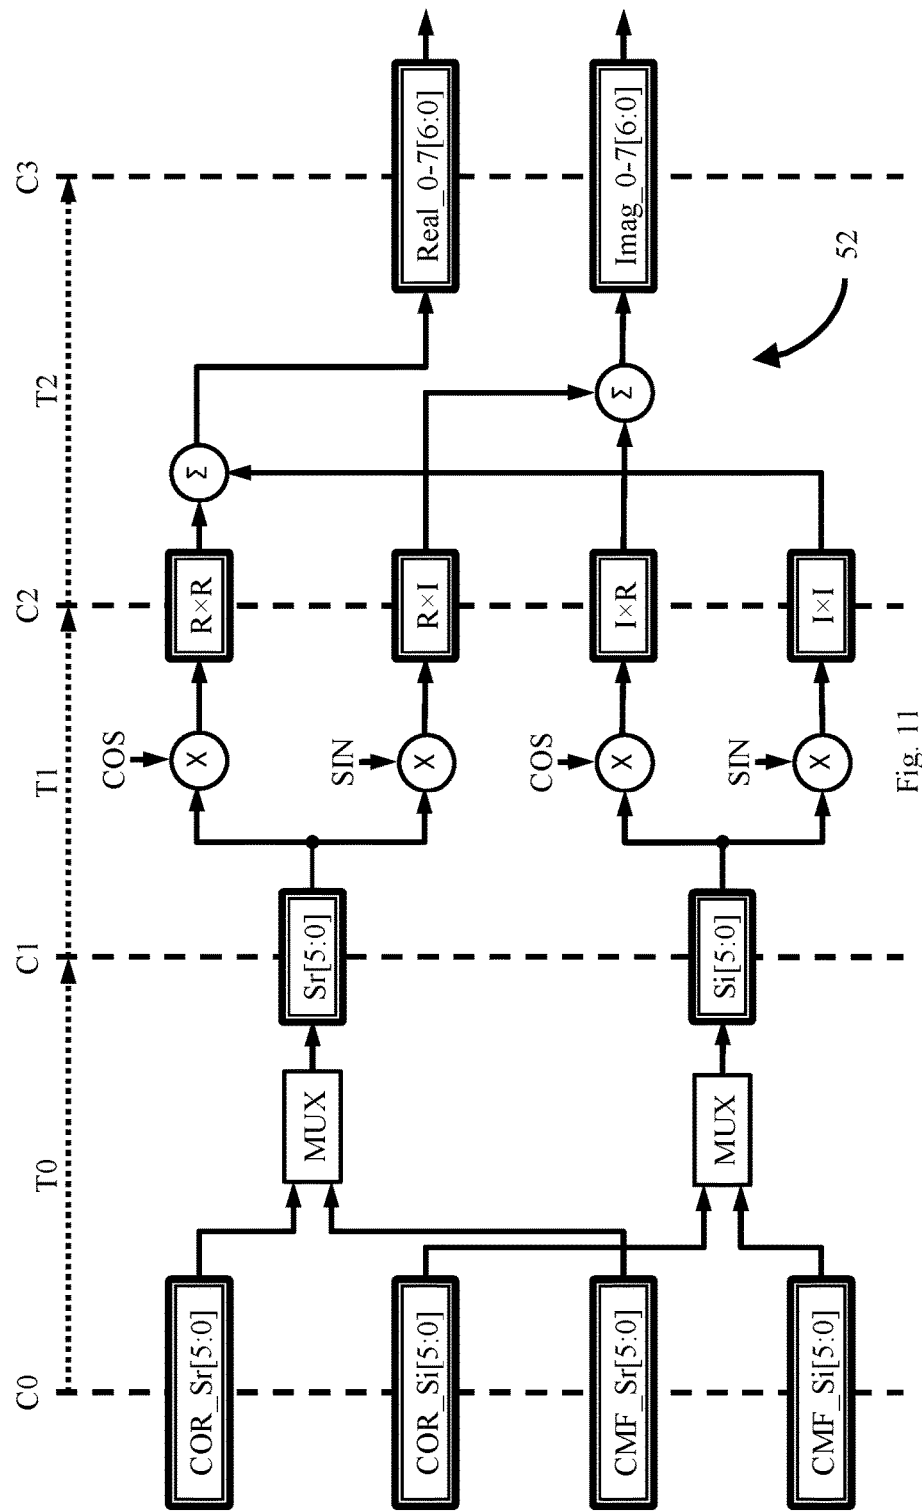 C0
T0
C1
T1
C2
T2
C3
COR_Sr[5:0]
COR_Si[5:0]
CMF_Sr[5:0]
CMF_Si[5:0]
MUX
MUX
Sr[5:0]
Si[5:0]
COS
X
SIN
X
COS
X
SIN
X
R×R
R×I
I×R
I×I
Σ
Σ
Real_0-7[6:0]
Imag_0-7[6:0]
52
Fig. 11